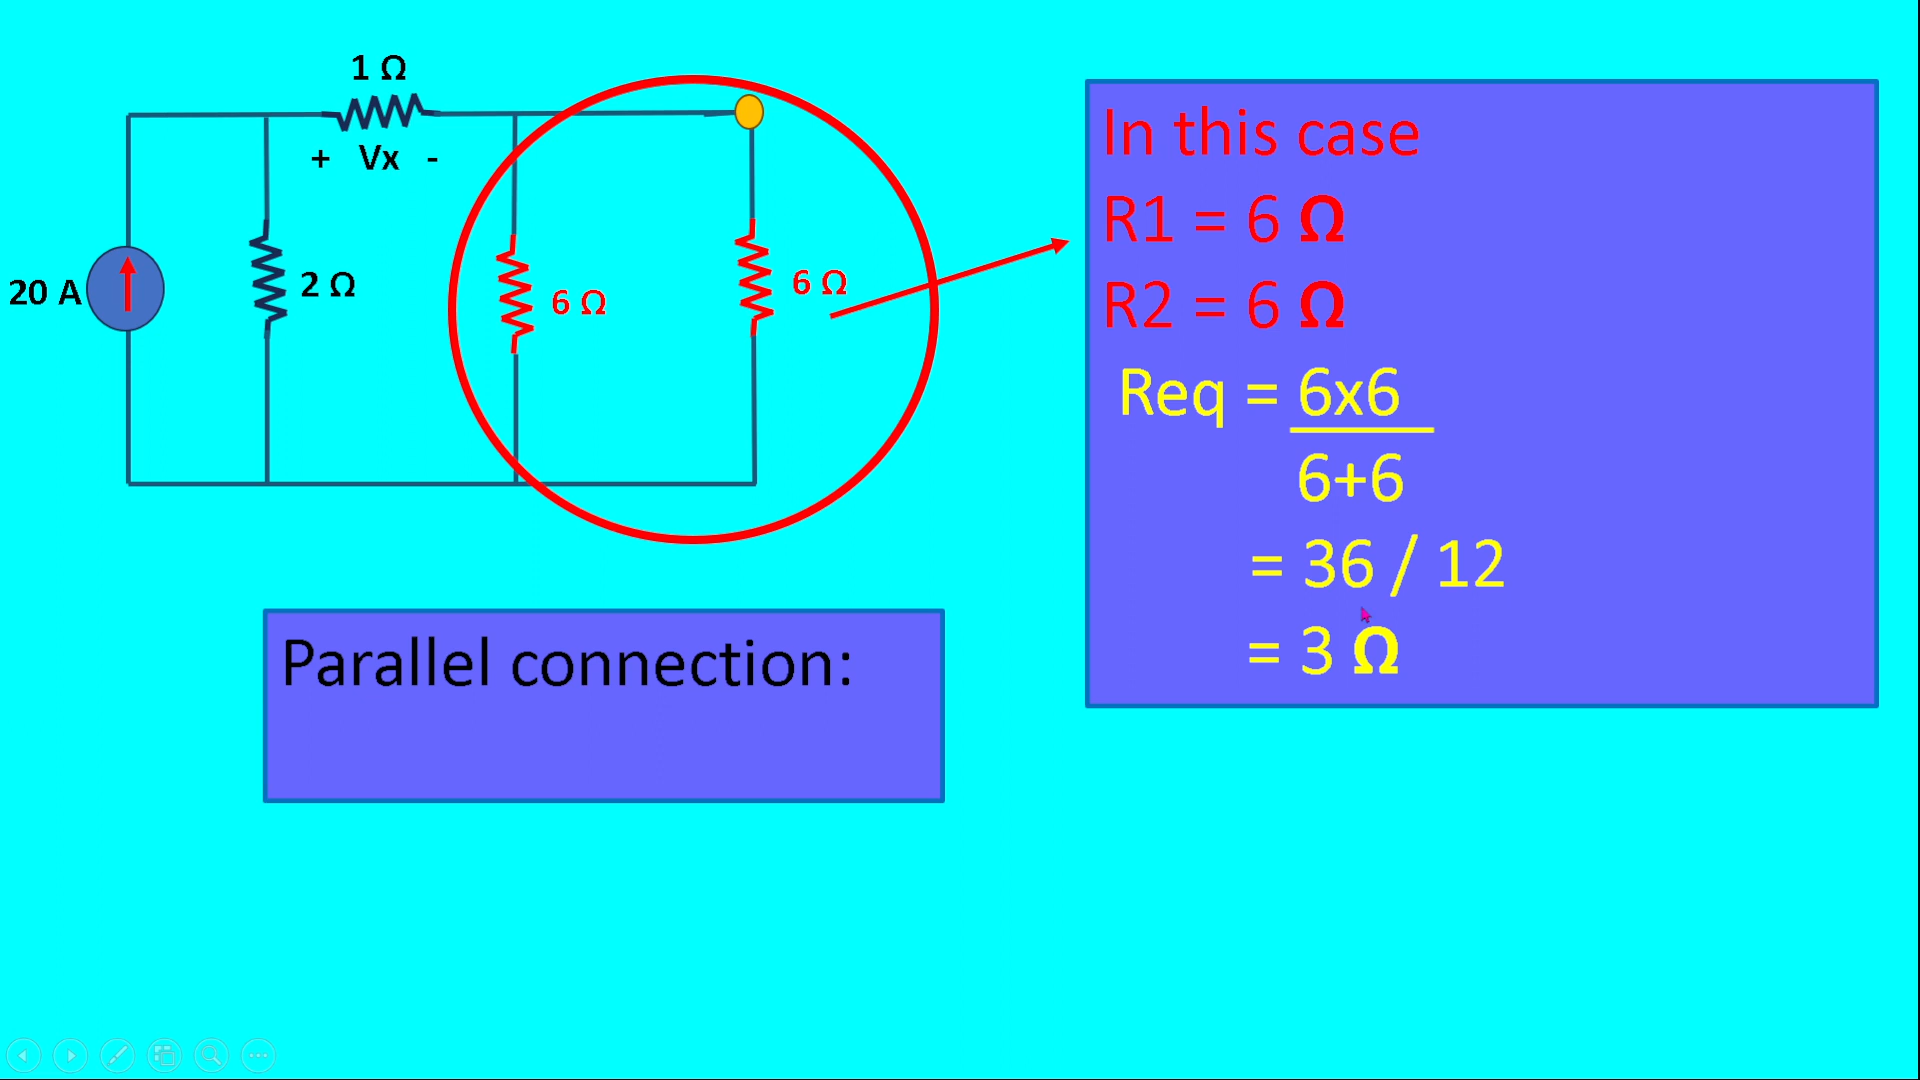 1 Ω
+ Vx -
20 A
2 Ω
6 Ω
6 Ω
In this case
R1 = 6 Ω
R2 = 6 Ω
Req = 6x6
6+6
= 36 / 12
= 3 Ω
Parallel connection: